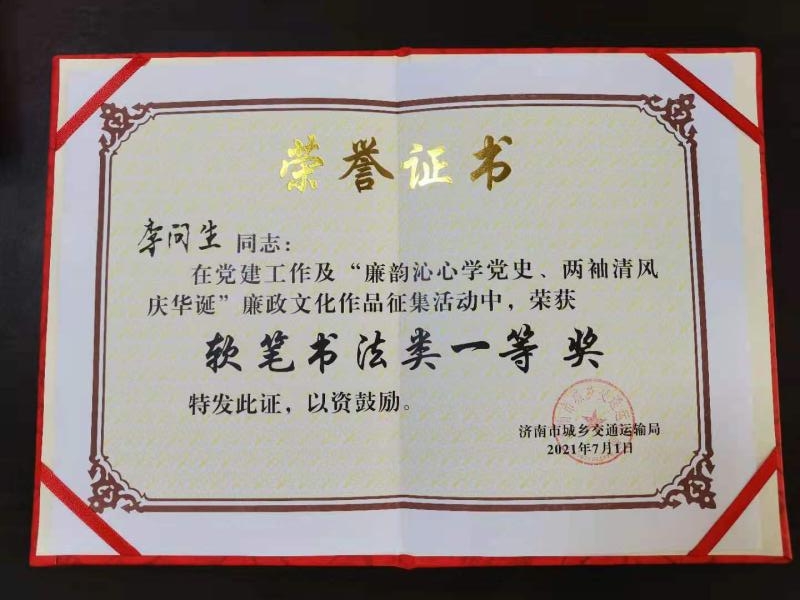 荣誉证书
李问生 同志：
在党建工作及“廉韵沁心学党史、两袖清风
庆华诞”廉政文化作品征集活动中，荣获
软笔书法类一等奖
特发此证，以资鼓励。
济南市城乡交通运输局
2021年7月1日